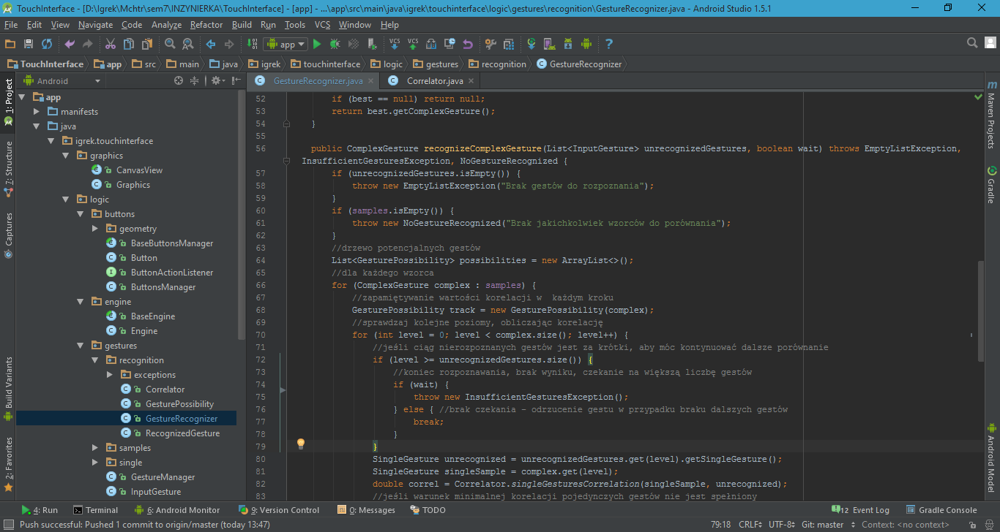 TouchInterface - [D:\Igrek\Mchtr\sem7\INZYNIERKA\TouchInterface] - [app] - ...\app\src\main\java\igrek\touchinterface\logic\gestures\recognition\GestureRecognizer.java - Android Studio 1.5.1
File Edit View Navigate Code Analyze Refactor Build Run Tools VCS Window Help
app
VCS VCS
TouchInterface app src main java igrek touchinterface logic gestures recognition GestureRecognizer
Android
GestureRecognizer.java Correlator.java
1: Project
7: Structure
Captures
Build Variants
2: Favorites
app
manifests
java
igrek.touchinterface
graphics
CanvasView
Graphics
logic
buttons
geometry
BaseButtonsManager
Button
ButtonActionListener
ButtonsManager
engine
BaseEngine
Engine
gestures
recognition
exceptions
Correlator
GesturePossibility
GestureRecognizer
RecognizedGesture
samples
single
GestureManager
InputGesture
52 if (best == null) return null;
53 return best.getComplexGesture();
54 }
55
56 public ComplexGesture recognizeComplexGesture(List<InputGesture> unrecognizedGestures, boolean wait) throws EmptyListException,
InsufficientGesturesException, NoGestureRecognized {
57 if (unrecognizedGestures.isEmpty()) {
58 throw new EmptyListException("Brak gestów do rozpoznania");
59 }
60 if (samples.isEmpty()) {
61 throw new NoGestureRecognized("Brak jakichkolwiek wzorców do porównania");
62 }
63 //drzewo potencjalnych gestów
64 List<GesturePossibility> possibilities = new ArrayList<>();
65 //dla każdego wzorca
66 for (ComplexGesture complex : samples) {
67 //zapamiętywanie wartości korelacji w  każdym kroku
68 GesturePossibility track = new GesturePossibility(complex);
69 //sprawdzaj kolejne poziomy, obliczając korelację
70 for (int level = 0; level < complex.size(); level++) {
71 //jeśli ciąg nierozpoznanych gestów jest za krótki, aby móc kontynuować dalsze porównanie
72 if (level >= unrecognizedGestures.size()) {
73 //koniec rozpoznawania, brak wyniku, czekanie na większą liczbę gestów
74 if (wait) {
75 throw new InsufficientGesturesException();
76 } else { //brak czekania - odrzucenie gestu w przypadku braku dalszych gestów
77 break;
78 }
79 }
80 SingleGesture unrecognized = unrecognizedGestures.get(level).getSingleGesture();
81 SingleGesture singleSample = complex.get(level);
82 double correl = Correlator.singleGesturesCorrelation(singleSample, unrecognized);
83 //jeśli warunek minimalnej korelacji pojedynczych gestów nie jest spełniony
Maven Projects
Gradle
Android Model
4: Run Terminal 6: Android Monitor 9: Version Control 0: Messages TODO 12 Event Log Gradle Console
Push successful: Pushed 1 commit to origin/master (today 13:47) 79:18 CRLF UTF-8 Git: master Context: <no context>